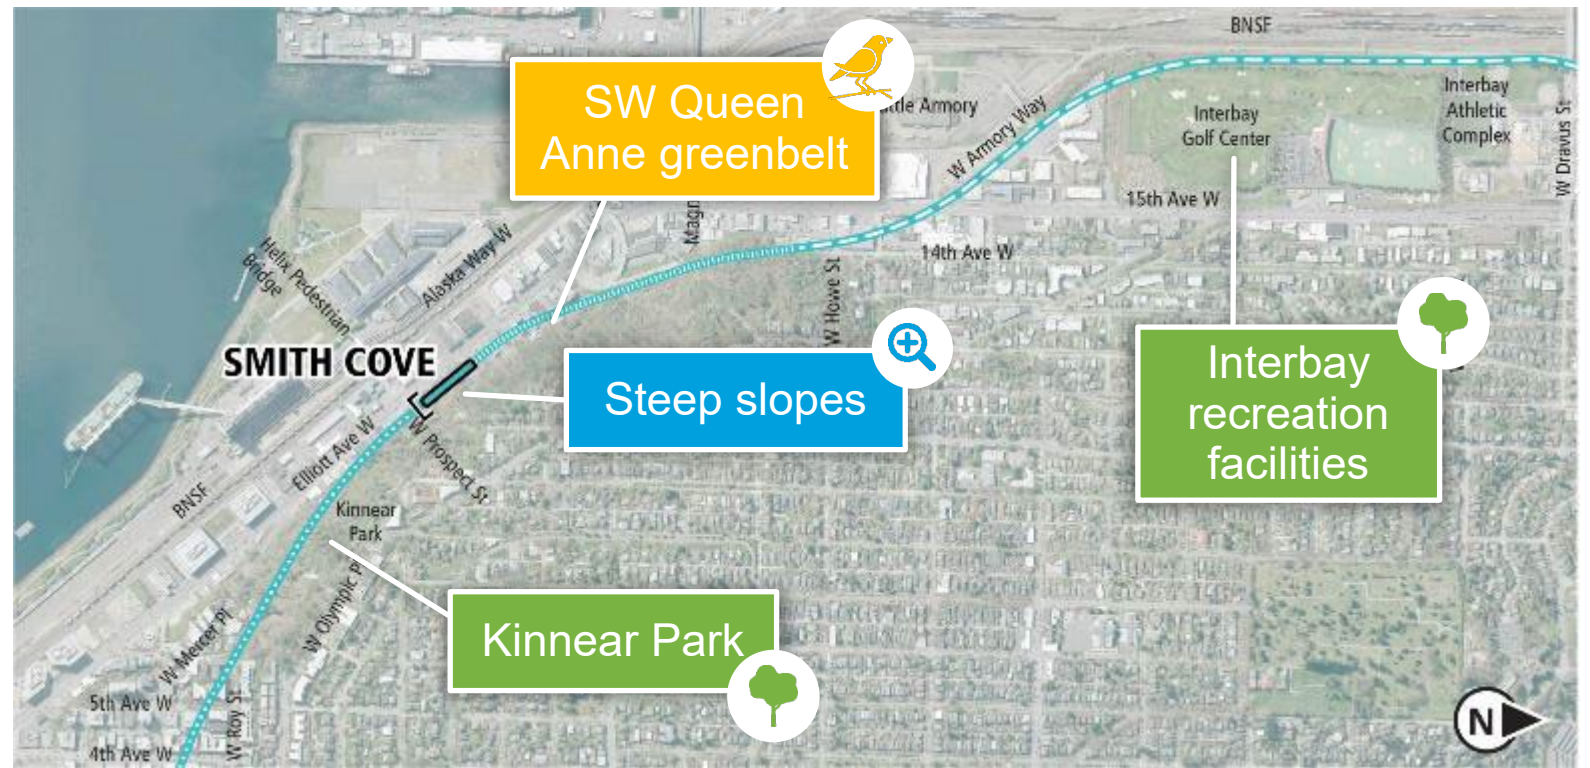 BNSF
SW Queen
Anne greenbelt
Armory
W Armory Way
Interbay
Golf Center
Interbay
Athletic
Complex
W Dravus St
15th Ave W
14th Ave W
Helix Pedestrian
Bridge
Alaska Way W
W Howe St
SMITH COVE
Steep slopes
Interbay
recreation
facilities
Elliott Ave W
W Prospect St
BNSF
Kinnear
Park
W Olympic Pl
Kinnear Park
W Mercer Pl
5th Ave W
W Roy St
4th Ave W
N